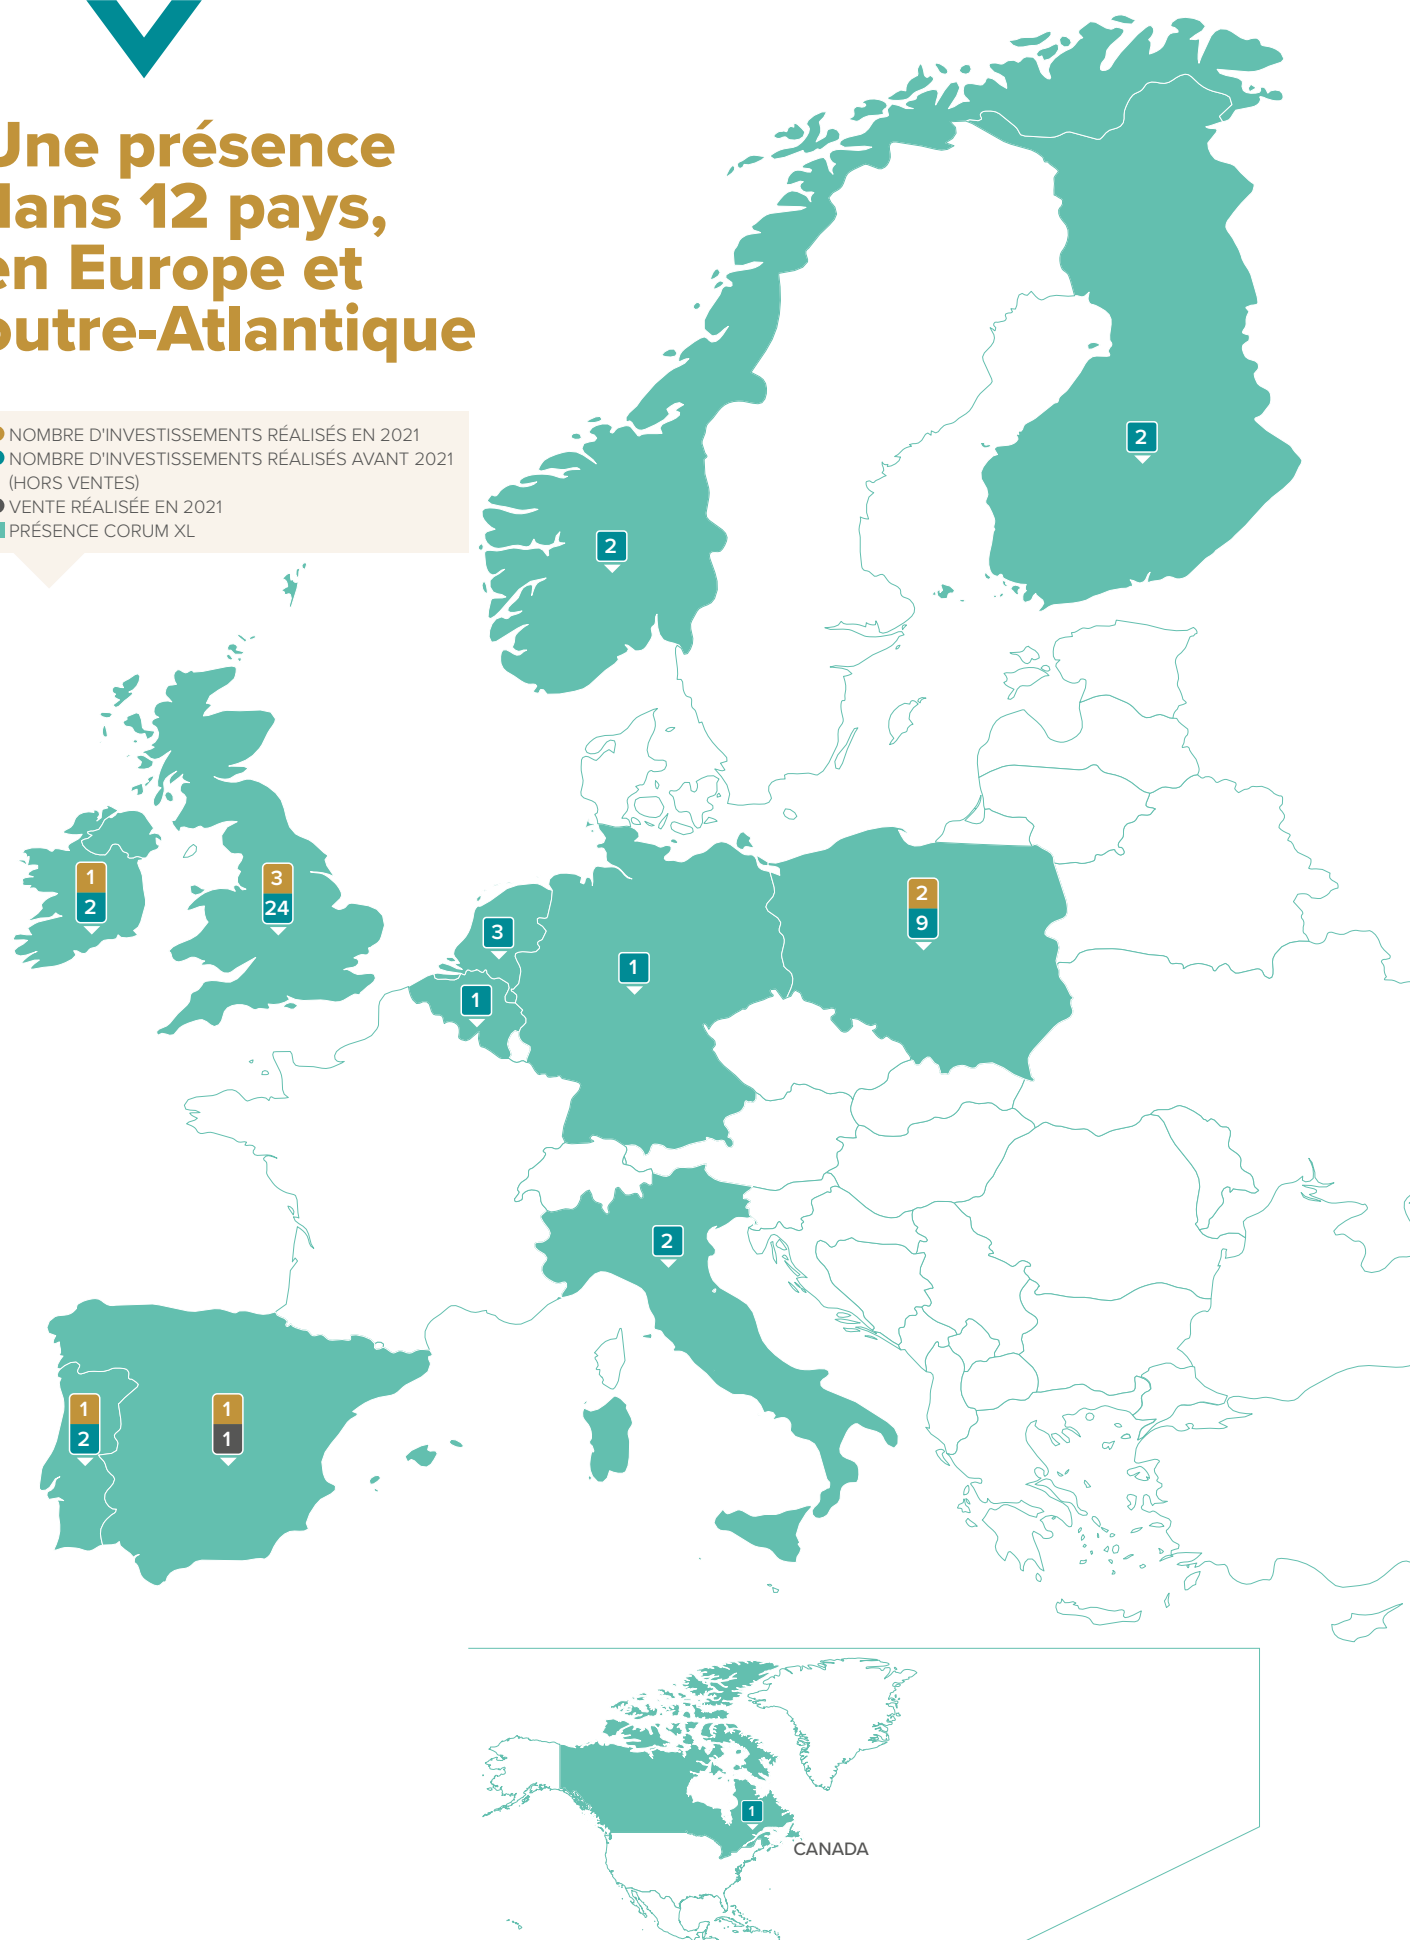 Une présence
dans 12 pays,
en Europe et
outre-Atlantique
NOMBRE D'INVESTISSEMENTS RÉALISÉS EN 2021
NOMBRE D'INVESTISSEMENTS RÉALISÉS AVANT 2021
(HORS VENTES)
VENTE RÉALISÉE EN 2021
PRÉSENCE CORUM XL
2
2
1
2
3
24
2
9
3
1
1
2
1
2
1
1
1
CANADA